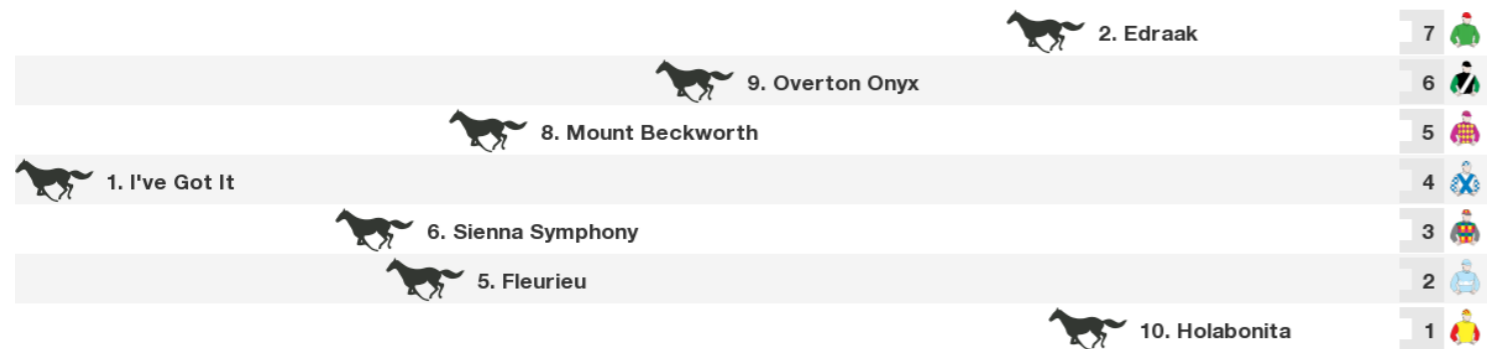 2. Edraak 7
9. Overton Onyx 6
8. Mount Beckworth 5
1. I've Got It 4
6. Sienna Symphony 3
5. Fleurieu 2
10. Holabonita 1